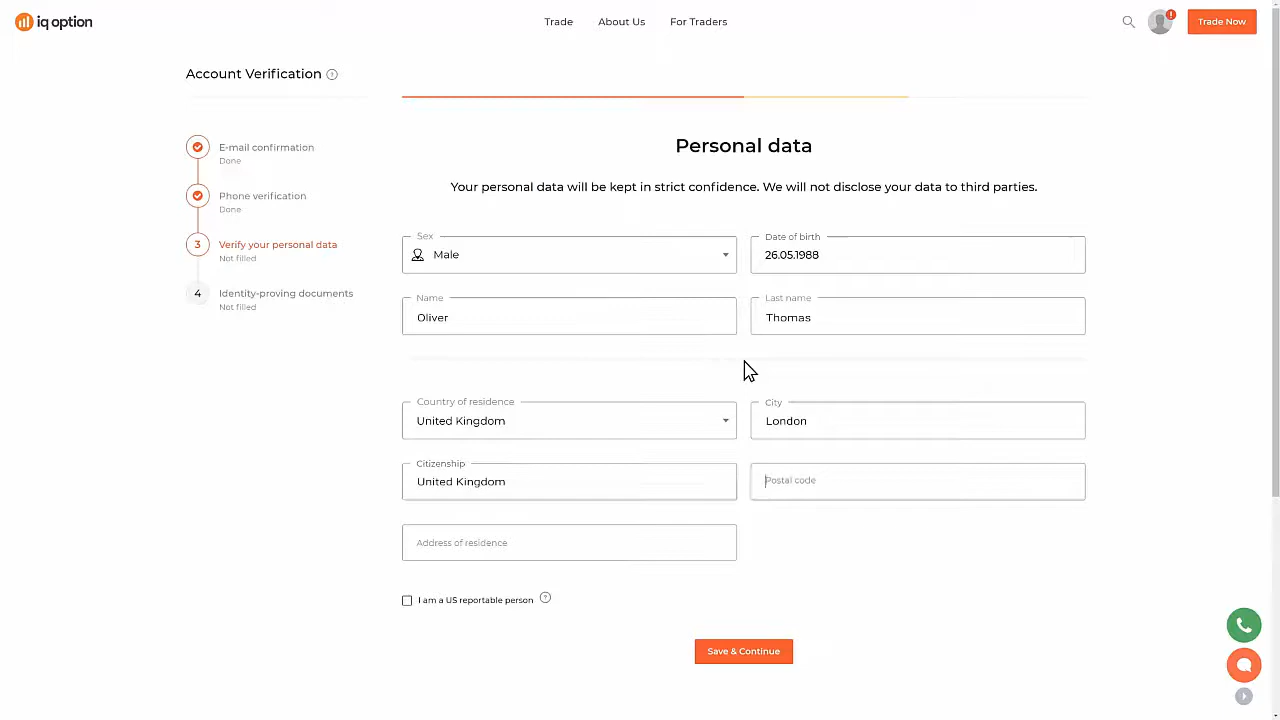 iq option
Trade
About Us
For Traders
!
Trade Now
Account Verification ?
E-mail confirmation
Done
Phone verification
Done
3 Verify your personal data
Not filled
4 Identity-proving documents
Not filled
Personal data
Your personal data will be kept in strict confidence. We will not disclose your data to third parties.
Sex
Male
Date of birth
26.05.1988
Name
Oliver
Last name
Thomas
Country of residence
United Kingdom
City
London
Citizenship
United Kingdom
Postal code
Address of residence
I am a US reportable person ?
Save & Continue